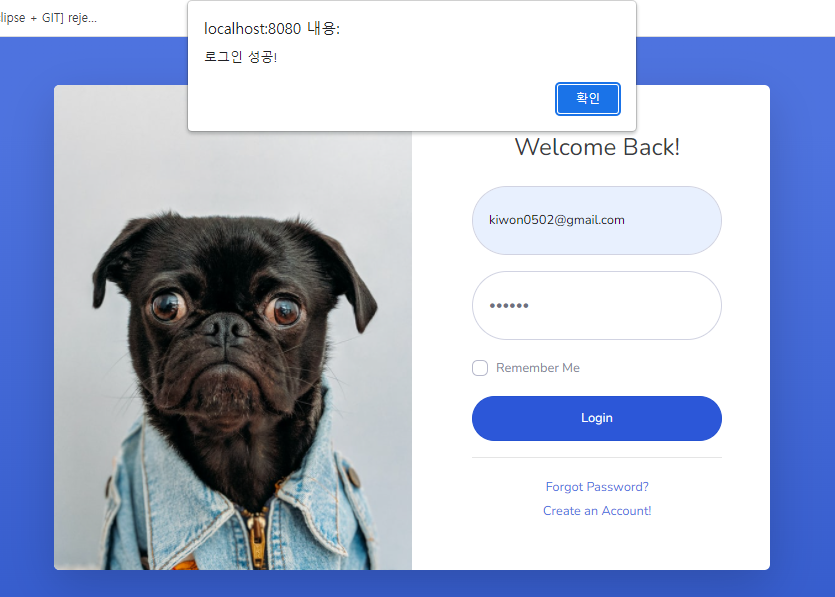 lipse + GIT] reje...
localhost:8080 내용:
로그인 성공!
확인
Welcome Back!
kiwon0502@gmail.com
••••••
Remember Me
Login
Forgot Password?
Create an Account!